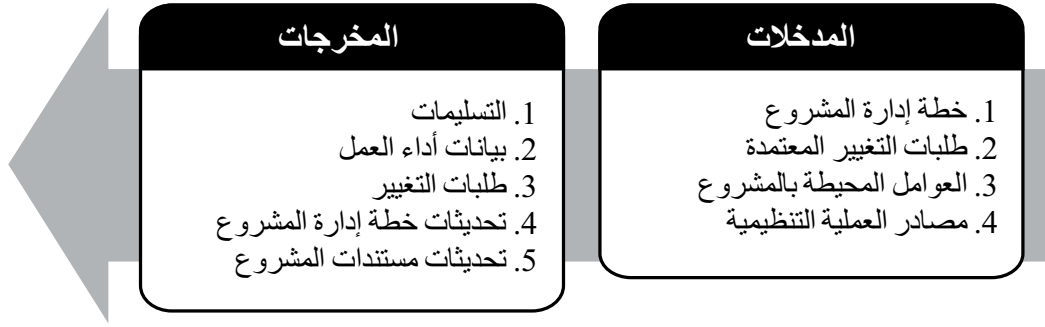 المدخلات
1. خطة إدارة المشروع
2. طلبات التغيير المعتمدة
3. العوامل المحيطة بالمشروع
4. مصادر العملية التنظيمية
المخرجات
1. التسليمات
2. بيانات أداء العمل
3. طلبات التغيير
4. تحديثات خطة إدارة المشروع
5. تحديثات مستندات المشروع